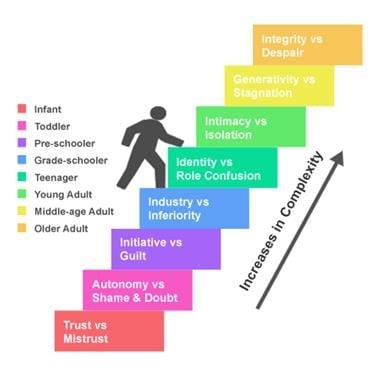 Integrity vs
Despair
Generativity vs
Stagnation
Intimacy vs
Isolation
Identity vs
Role Confusion
Industry vs
Inferiority
Initiative vs
Guilt
Autonomy vs
Shame & Doubt
Trust vs
Mistrust
Infant
Toddler
Pre-schooler
Grade-schooler
Teenager
Young Adult
Middle-age Adult
Older Adult
Increases in Complexity